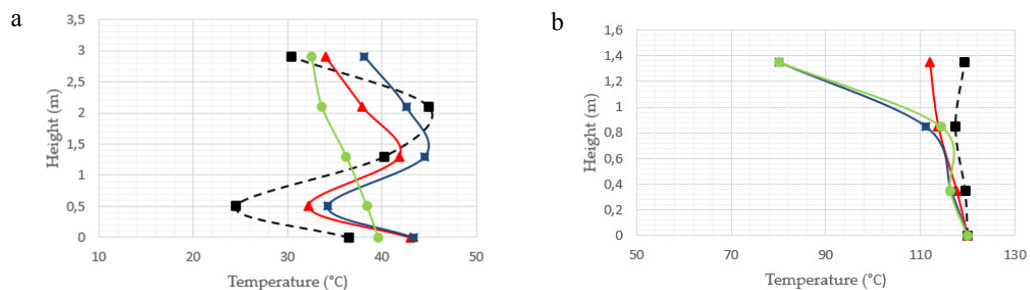 a
3,5
3
2,5
2
1,5
1
0,5
0
Height (m)
10 20 30 40 50
Temperature (°C)
b
1,6
1,4
1,2
1
0,8
0,6
0,4
0,2
0
Height (m)
50 70 90 110 130
Temperature (°C)